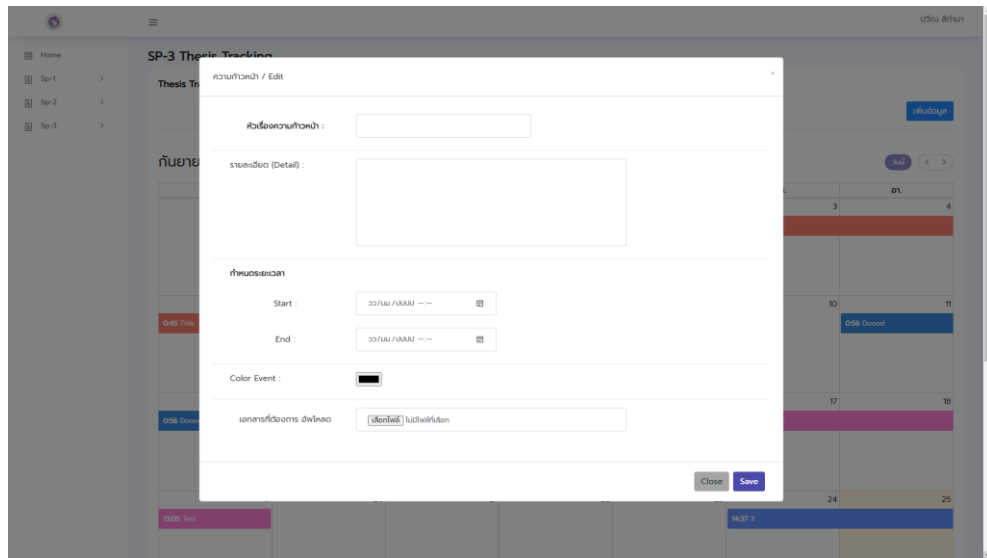 ปวีณ สีทำมา
Home
SP-3 Thesis Tracking
Sp-1
Sp-2
Sp-3
Thesis Tr
ความก้าวหน้า / Edit
×
เพิ่มข้อมูล
หัวเรื่องความก้าวหน้า :
กันยาย
วันนี้
< >
รายละเอียด (Detail) :
อา.
3
4
กำหนดระยะเวลา
Start :
วว/ดด/ปปปป --:--
10
11
0:45 Title
0:56 Doood
End :
วว/ดด/ปปปป --:--
Color Event :
17
18
0:56 Dooo
เอกสารที่ต้องการ อัพโหลด
เลือกไฟล์ ไม่มีไฟล์ที่เลือก
Close
Save
24
25
13:05 Test
14:37 3